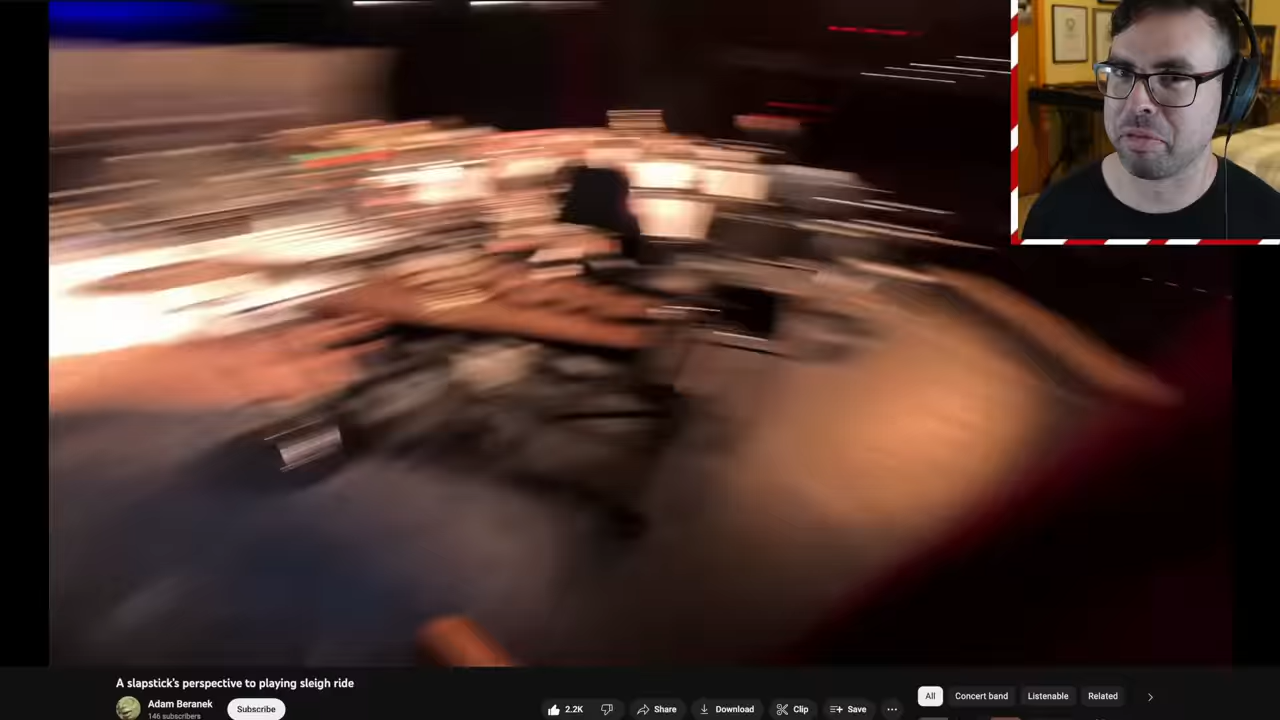 A slapstick's perspective to playing sleigh ride
Adam Beranek
146 subscribers
Subscribe
2.2K
Share
Download
Clip
Save
All
Concert band
Listenable
Related